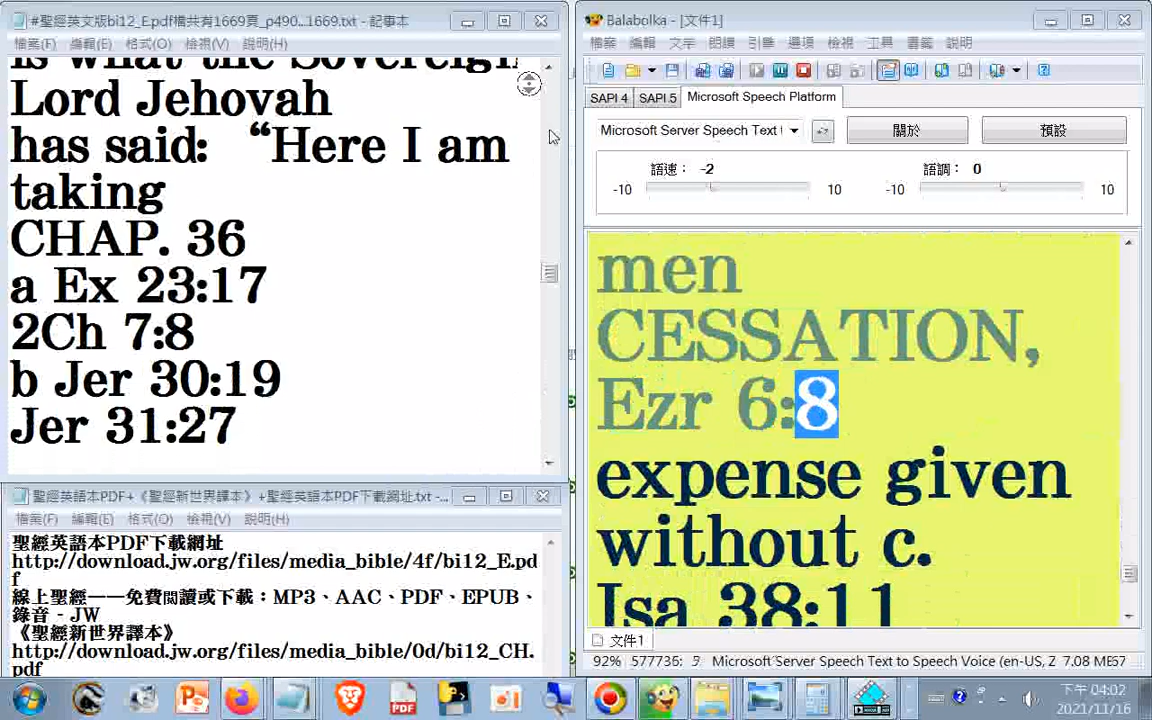 #聖經英文版bi12_E.pdf檔共有1669頁_p490...1669.txt - 記事本
檔案(F) 編輯(E) 格式(O) 檢視(V) 說明(H)
is what the Sovereign
Lord Jehovah
has said: “Here I am
taking
CHAP. 36
a Ex 23:17
2Ch 7:8
b Jer 30:19
Jer 31:27
聖經英語本PDF+《聖經新世界譯本》+聖經英語本PDF下載網址.txt -...
檔案(F) 編輯(E) 格式(O) 檢視(V) 說明(H)
聖經英語本PDF下載網址
http://download.jw.org/files/media_bible/4f/bi12_E.pd
f
線上聖經——免費閱讀或下載：MP3、AAC、PDF、EPUB、
錄音 - JW
《聖經新世界譯本》
http://download.jw.org/files/media_bible/0d/bi12_CH.
pdf
Balabolka - [文件1]
檔案 編輯 文字 朗讀 引擎 選項 檢視 工具 書籤 說明
SAPI 4 SAPI 5 Microsoft Speech Platform
Microsoft Server Speech Text 關於 預設
語速： -2 語調： 0
-10 10 -10 10
men
CESSATION,
Ezr 6:8
expense given
without c.
Isa 38:11
文件1
92% 577736: Microsoft Server Speech Text to Speech Voice (en-US, Z 7.08 ME57
PDF
下午 04:02
2021/11/16